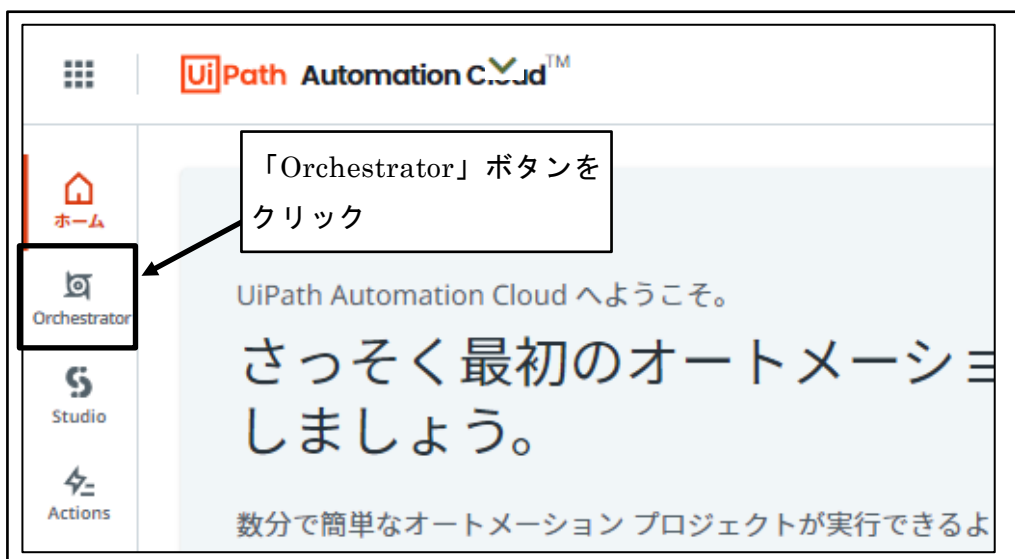 UiPath Automation Cloud™
「Orchestrator」ボタンを
クリック
ホーム
Orchestrator
Studio
Actions
UiPath Automation Cloud へようこそ。
さっそく最初のオートメーショ
しましょう。
数分で簡単なオートメーション プロジェクトが実行できるよ